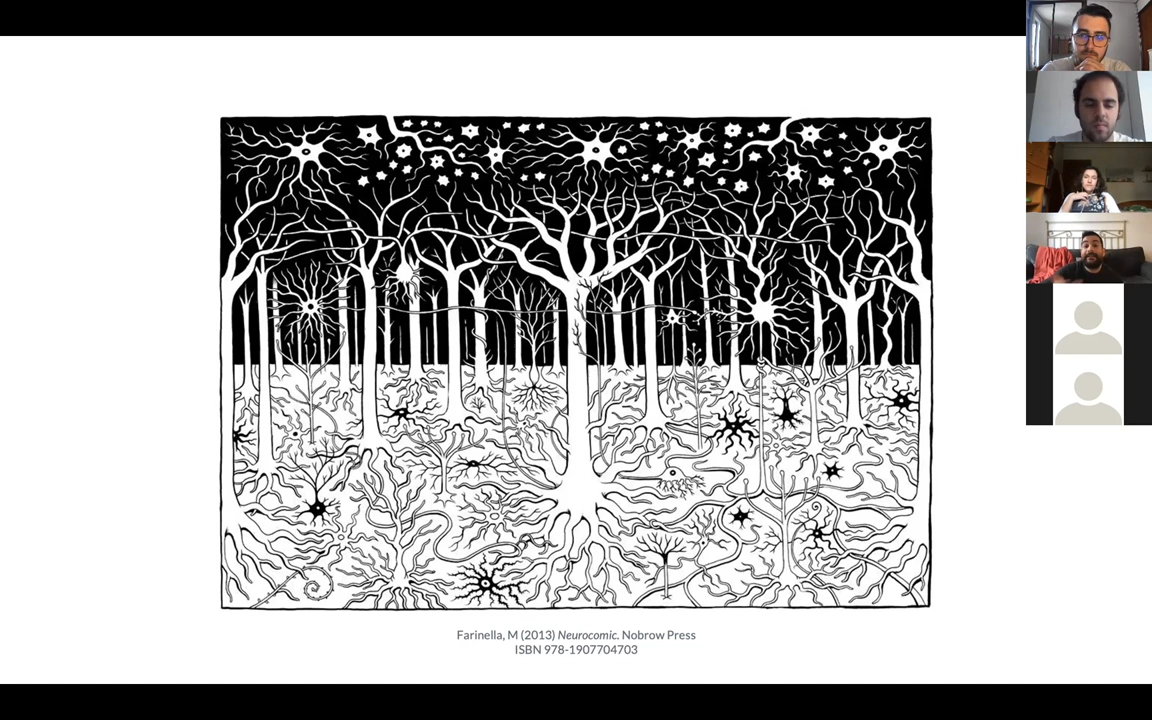 Farinella, M (2013) Neurocomic. Nobrow Press
ISBN 978-1907704703